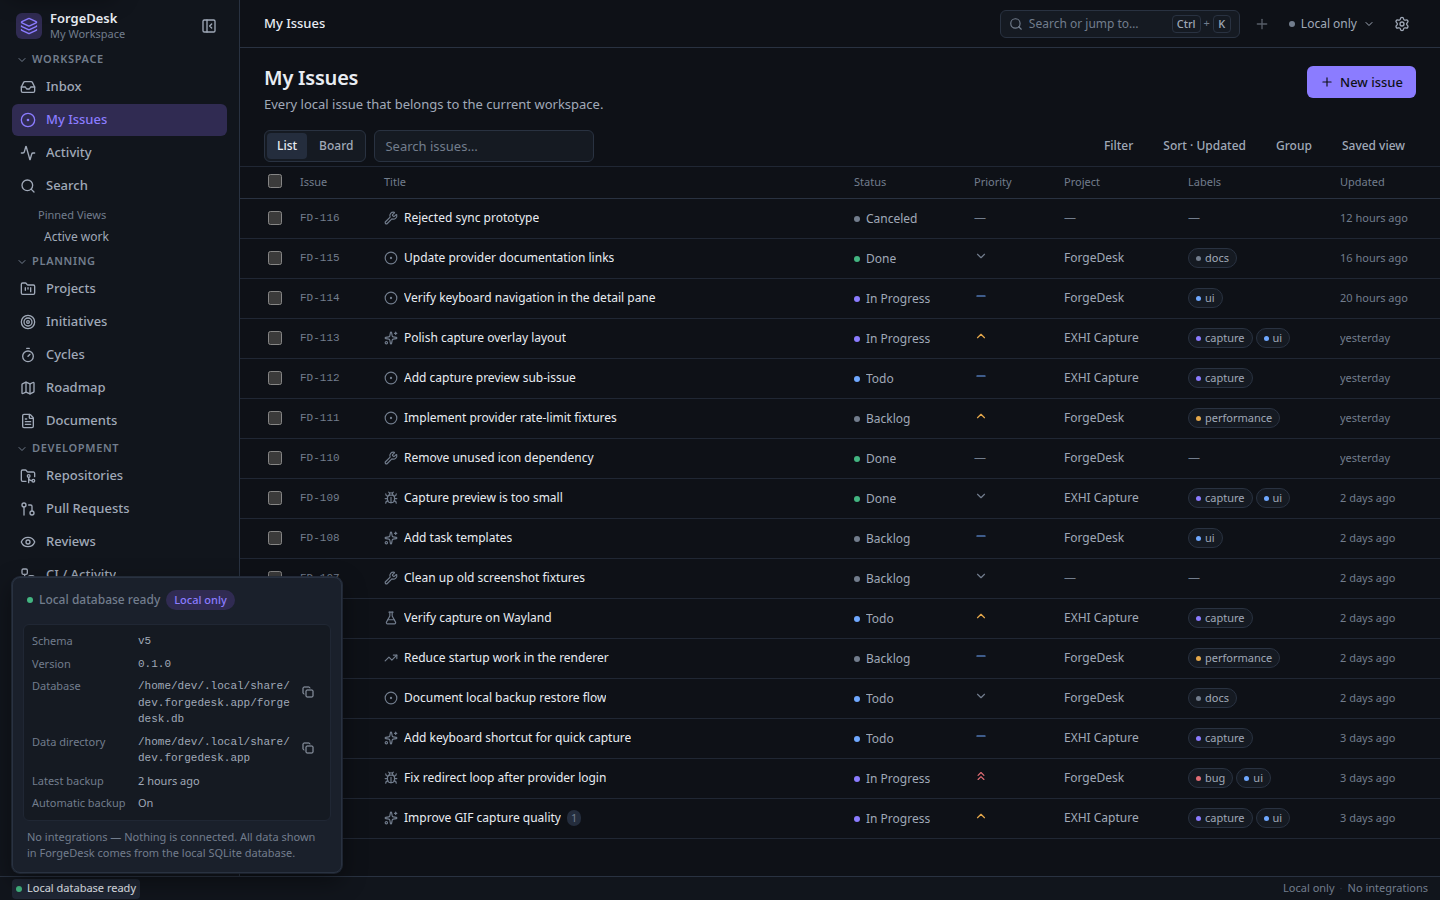 ForgeDesk
My Workspace
My Issues
Search or jump to...
Ctrl + K
Local only
WORKSPACE
Inbox
My Issues
Activity
Search
Pinned Views
Active work
PLANNING
Projects
Initiatives
Cycles
Roadmap
Documents
DEVELOPMENT
Repositories
Pull Requests
Reviews
CI / Activity
My Issues
Every local issue that belongs to the current workspace.
New issue
List Board Search issues...
Filter Sort · Updated Group Saved view
Issue Title Status Priority Project Labels Updated
FD-116 Rejected sync prototype Canceled — — — 12 hours ago
FD-115 Update provider documentation links Done ForgeDesk docs 16 hours ago
FD-114 Verify keyboard navigation in the detail pane In Progress ForgeDesk ui 20 hours ago
FD-113 Polish capture overlay layout In Progress EXHI Capture capture ui yesterday
FD-112 Add capture preview sub-issue Todo EXHI Capture capture yesterday
FD-111 Implement provider rate-limit fixtures Backlog ForgeDesk performance yesterday
FD-110 Remove unused icon dependency Done — ForgeDesk — yesterday
FD-109 Capture preview is too small Done EXHI Capture capture ui 2 days ago
FD-108 Add task templates Backlog ForgeDesk ui 2 days ago
FD-107 Clean up old screenshot fixtures Backlog — — 2 days ago
Verify capture on Wayland Todo EXHI Capture capture 2 days ago
Reduce startup work in the renderer Backlog ForgeDesk performance 2 days ago
Document local backup restore flow Todo ForgeDesk docs 2 days ago
Add keyboard shortcut for quick capture Todo EXHI Capture capture 3 days ago
Fix redirect loop after provider login In Progress ForgeDesk bug ui 3 days ago
Improve GIF capture quality 1 In Progress EXHI Capture capture ui 3 days ago
Local database ready Local only
Schema v5
Version 0.1.0
Database /home/dev/.local/share/
dev.forgedesk.app/forge
desk.db
Data directory /home/dev/.local/share/
dev.forgedesk.app
Latest backup 2 hours ago
Automatic backup On
No integrations — Nothing is connected. All data shown
in ForgeDesk comes from the local SQLite database.
Local database ready
Local only · No integrations